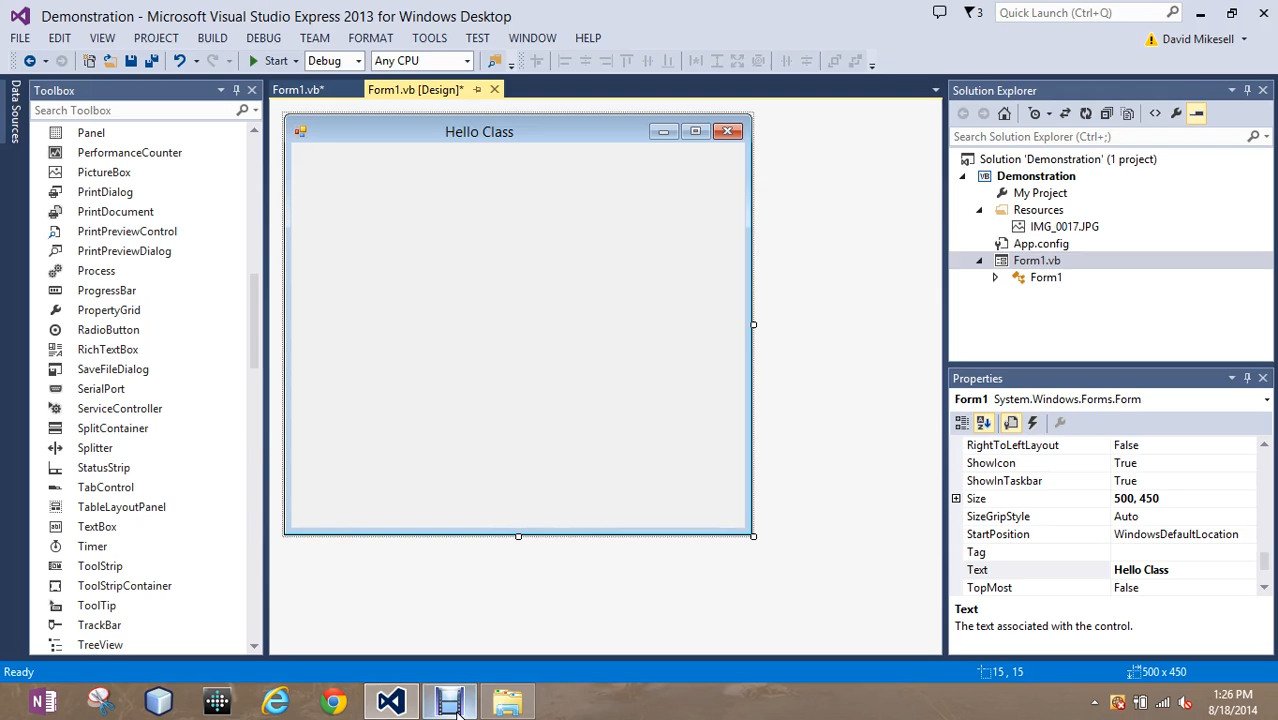 Demonstration - Microsoft Visual Studio Express 2013 for Windows Desktop
3
Quick Launch (Ctrl+Q)
FILE EDIT VIEW PROJECT BUILD DEBUG TEAM FORMAT TOOLS TEST WINDOW HELP
David Mikesell
Start Debug Any CPU
Data Sources
Toolbox
Search Toolbox
Panel
PerformanceCounter
PictureBox
PrintDialog
PrintDocument
PrintPreviewControl
PrintPreviewDialog
Process
ProgressBar
PropertyGrid
RadioButton
RichTextBox
SaveFileDialog
SerialPort
ServiceController
SplitContainer
Splitter
StatusStrip
TabControl
TableLayoutPanel
TextBox
Timer
ToolStrip
ToolStripContainer
ToolTip
TrackBar
TreeView
Form1.vb* Form1.vb [Design]*
Hello Class
Solution Explorer
Search Solution Explorer (Ctrl+;)
Solution 'Demonstration' (1 project)
VB Demonstration
My Project
Resources
IMG_0017.JPG
App.config
Form1.vb
Form1
Properties
Form1 System.Windows.Forms.Form
RightToLeftLayout False
ShowIcon True
ShowInTaskbar True
Size 500, 450
SizeGripStyle Auto
StartPosition WindowsDefaultLocation
Tag
Text Hello Class
TopMost False
Text
The text associated with the control.
Ready
15, 15
500 x 450
1:26 PM
8/18/2014